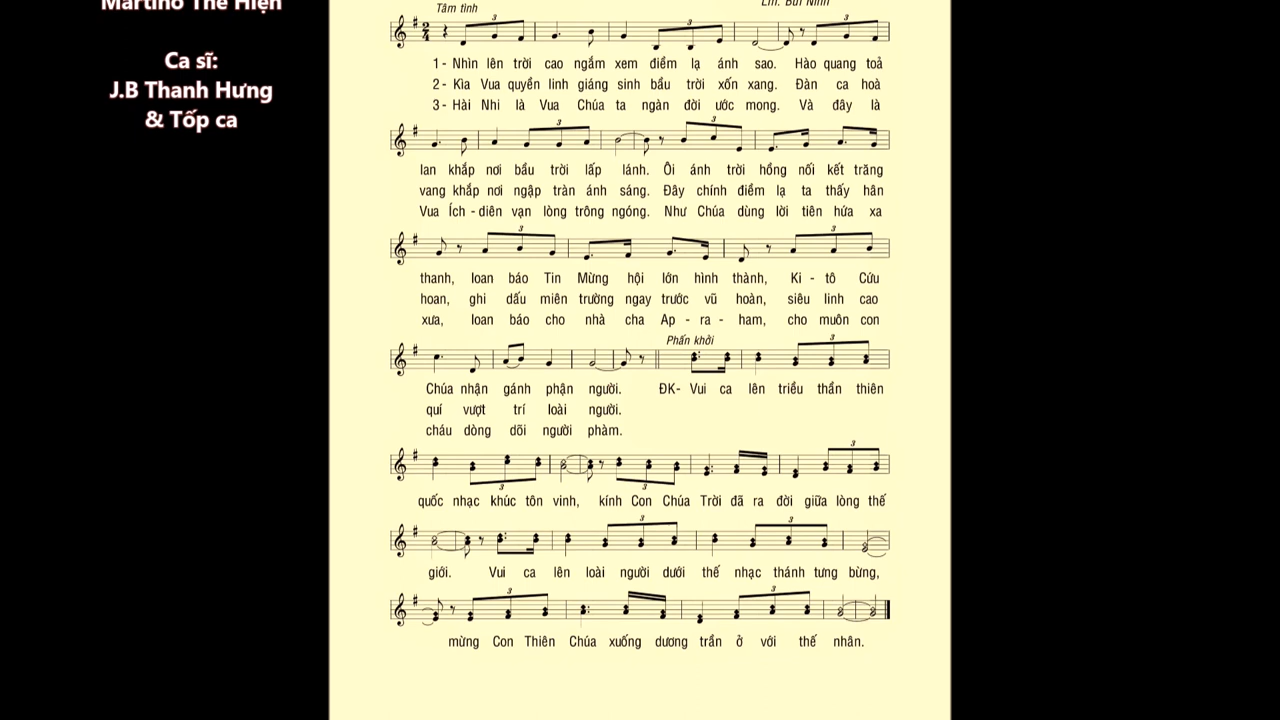 Martino Thể Hiện
Ca sĩ:
J.B Thanh Hưng
& Tốp ca
Tâm tình
Lm. Bùi Ninh
1- Nhìn lên trời cao ngắm xem điềm lạ ánh sao. Hào quang toả
2- Kìa Vua quyền linh giáng sinh bầu trời xốn xang. Đàn ca hoà
3- Hài Nhi là Vua Chúa ta ngàn đời ước mong. Và đây là
lan khắp nơi bầu trời lấp lánh. Ôi ánh trời hồng nối kết trăng
vang khắp nơi ngập tràn ánh sáng. Đây chính điềm lạ ta thấy hân
Vua Ích - diên vạn lòng trông ngóng. Như Chúa dùng lời tiên hứa xa
thanh, loan báo Tin Mừng hội lớn hình thành, Ki - tô Cứu
hoan, ghi dấu miên trường ngay trước vũ hoàn, siêu linh cao
xưa, loan báo cho nhà cha Ap - ra - ham, cho muôn con
Phấn khởi
Chúa nhận gánh phận người. ĐK- Vui ca lên triều thần thiên
quí vượt trí loài người.
cháu dòng dõi người phàm.
quốc nhạc khúc tôn vinh, kính Con Chúa Trời đã ra đời giữa lòng thế
giới. Vui ca lên loài người dưới thế nhạc thánh tưng bừng,
mừng Con Thiên Chúa xuống dương trần ở với thế nhân.